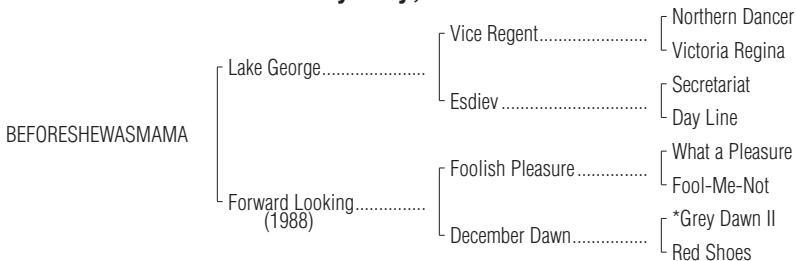 Northern Dancer
Vice Regent
Victoria Regina
Lake George
Secretariat
Esdiev
Day Line
BEFORESHEWASMAMA
What a Pleasure
Foolish Pleasure
Fool-Me-Not
Forward Looking
(1988)
*Grey Dawn II
December Dawn
Red Shoes